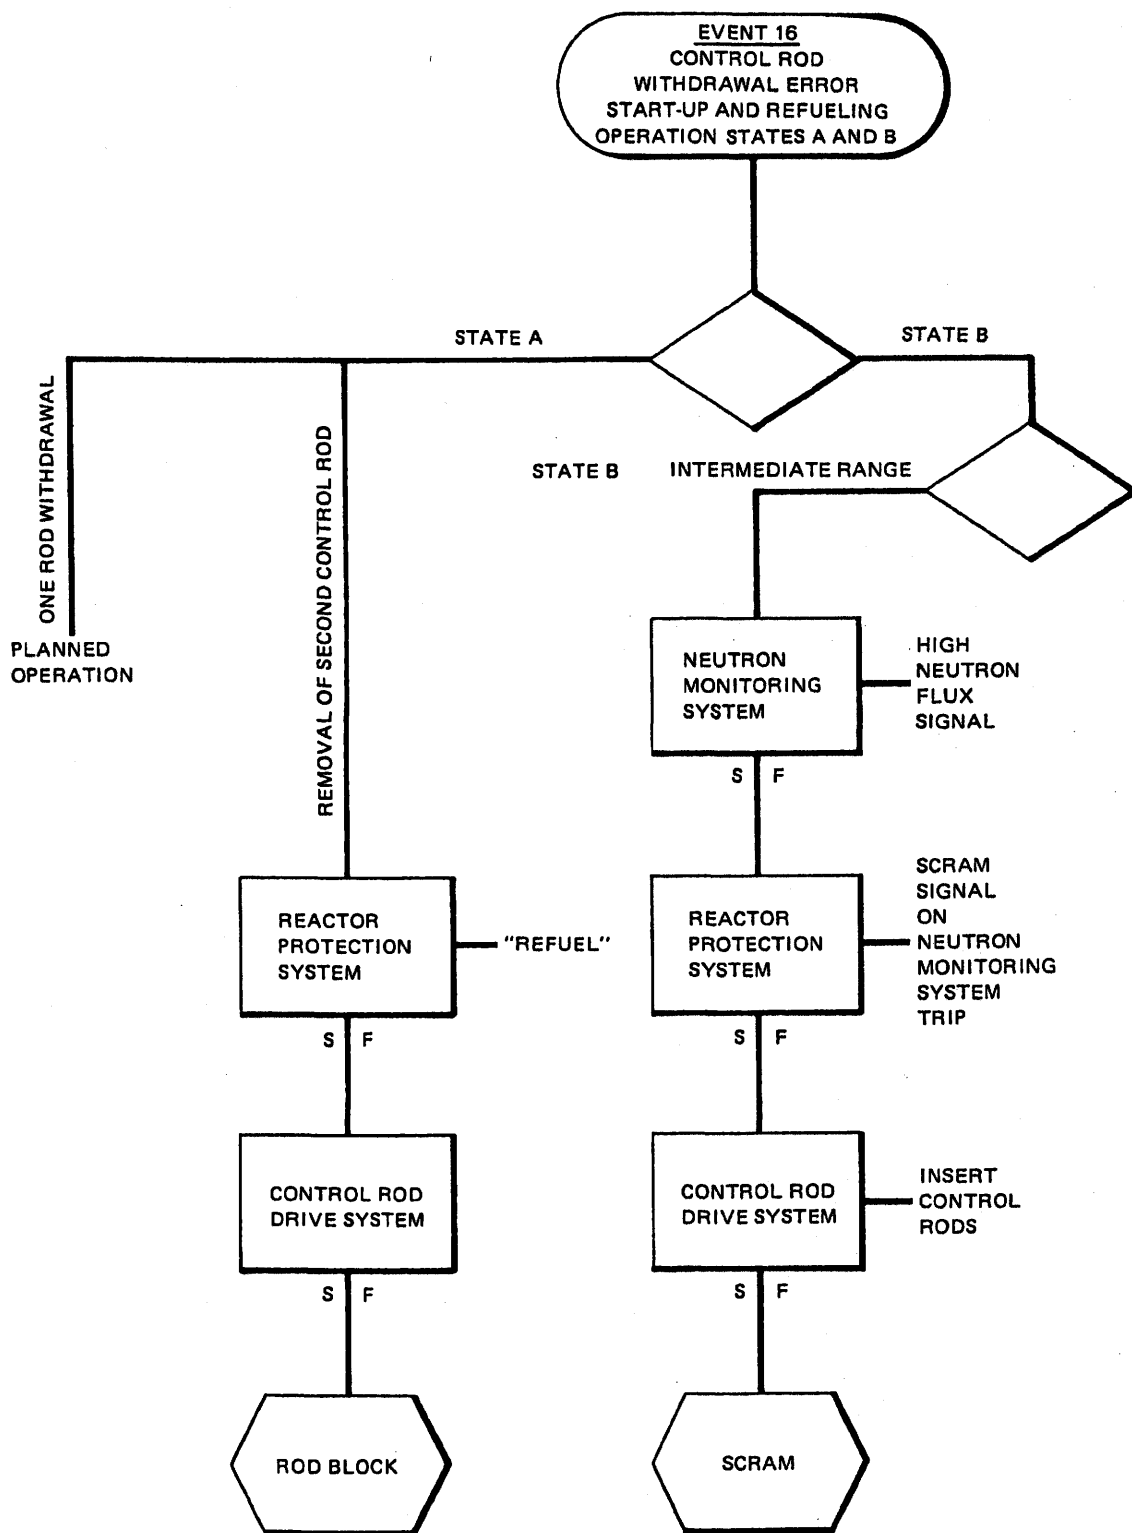 EVENT 16
CONTROL ROD
WITHDRAWAL ERROR
START-UP AND REFUELING
OPERATION STATES A AND B
STATE A
STATE B
ONE ROD WITHDRAWAL
PLANNED
OPERATION
REMOVAL OF SECOND CONTROL ROD
STATE B
INTERMEDIATE RANGE
NEUTRON
MONITORING
SYSTEM
HIGH
NEUTRON
FLUX
SIGNAL
S F
REACTOR
PROTECTION
SYSTEM
"REFUEL"
S F
CONTROL ROD
DRIVE SYSTEM
S F
ROD BLOCK
REACTOR
PROTECTION
SYSTEM
SCRAM
SIGNAL
ON
NEUTRON
MONITORING
SYSTEM
TRIP
S F
CONTROL ROD
DRIVE SYSTEM
INSERT
CONTROL
RODS
S F
SCRAM